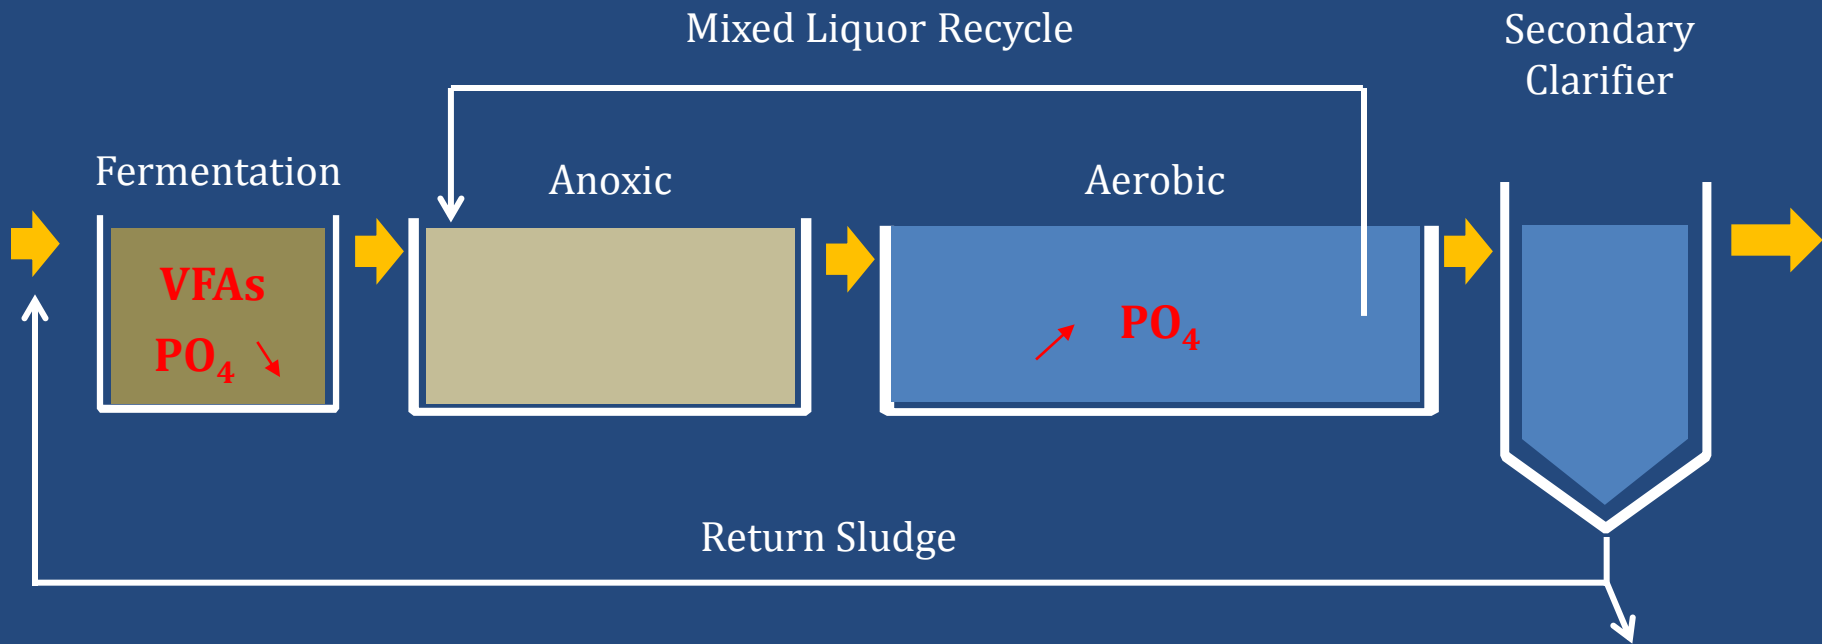 Mixed Liquor Recycle
Secondary
Clarifier
Fermentation
Anoxic
Aerobic
VFAs
PO₄
PO₄
Return Sludge